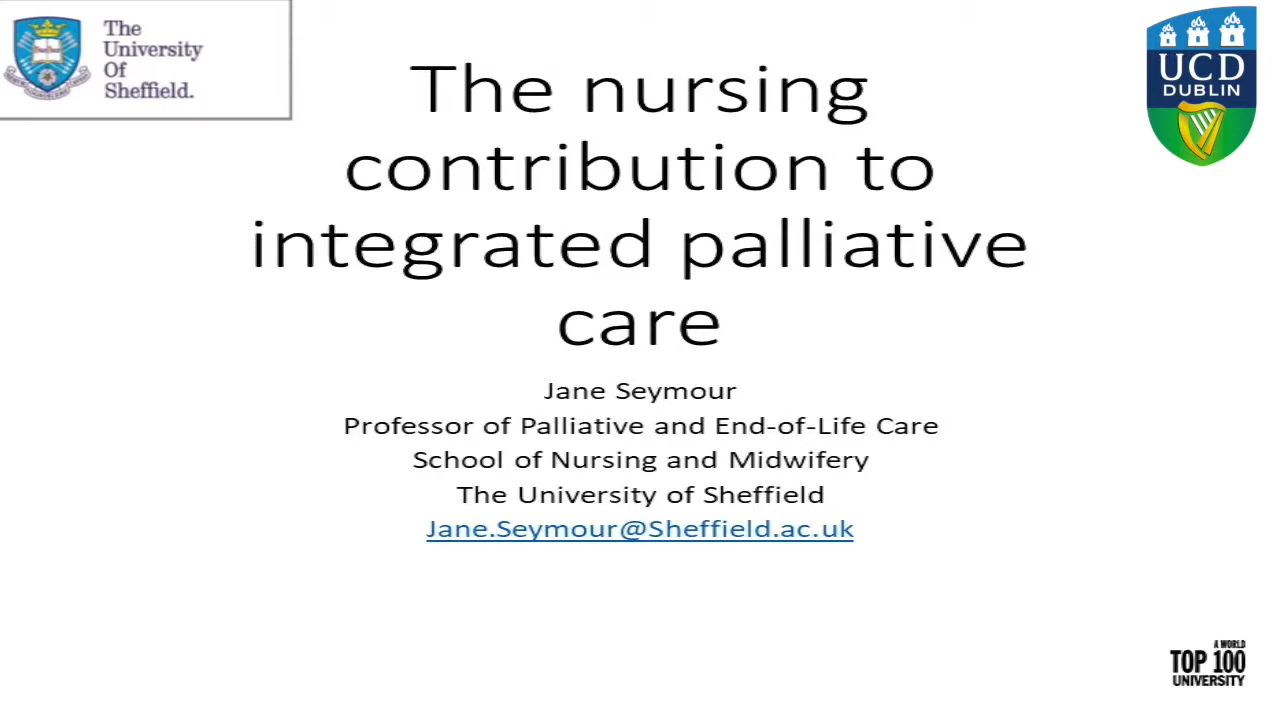 The
University
Of
Sheffield.
UCD
DUBLIN
The nursing
contribution to
integrated palliative
care
Jane Seymour
Professor of Palliative and End-of-Life Care
School of Nursing and Midwifery
The University of Sheffield
Jane.Seymour@Sheffield.ac.uk
A WORLD
TOP 100
UNIVERSITY